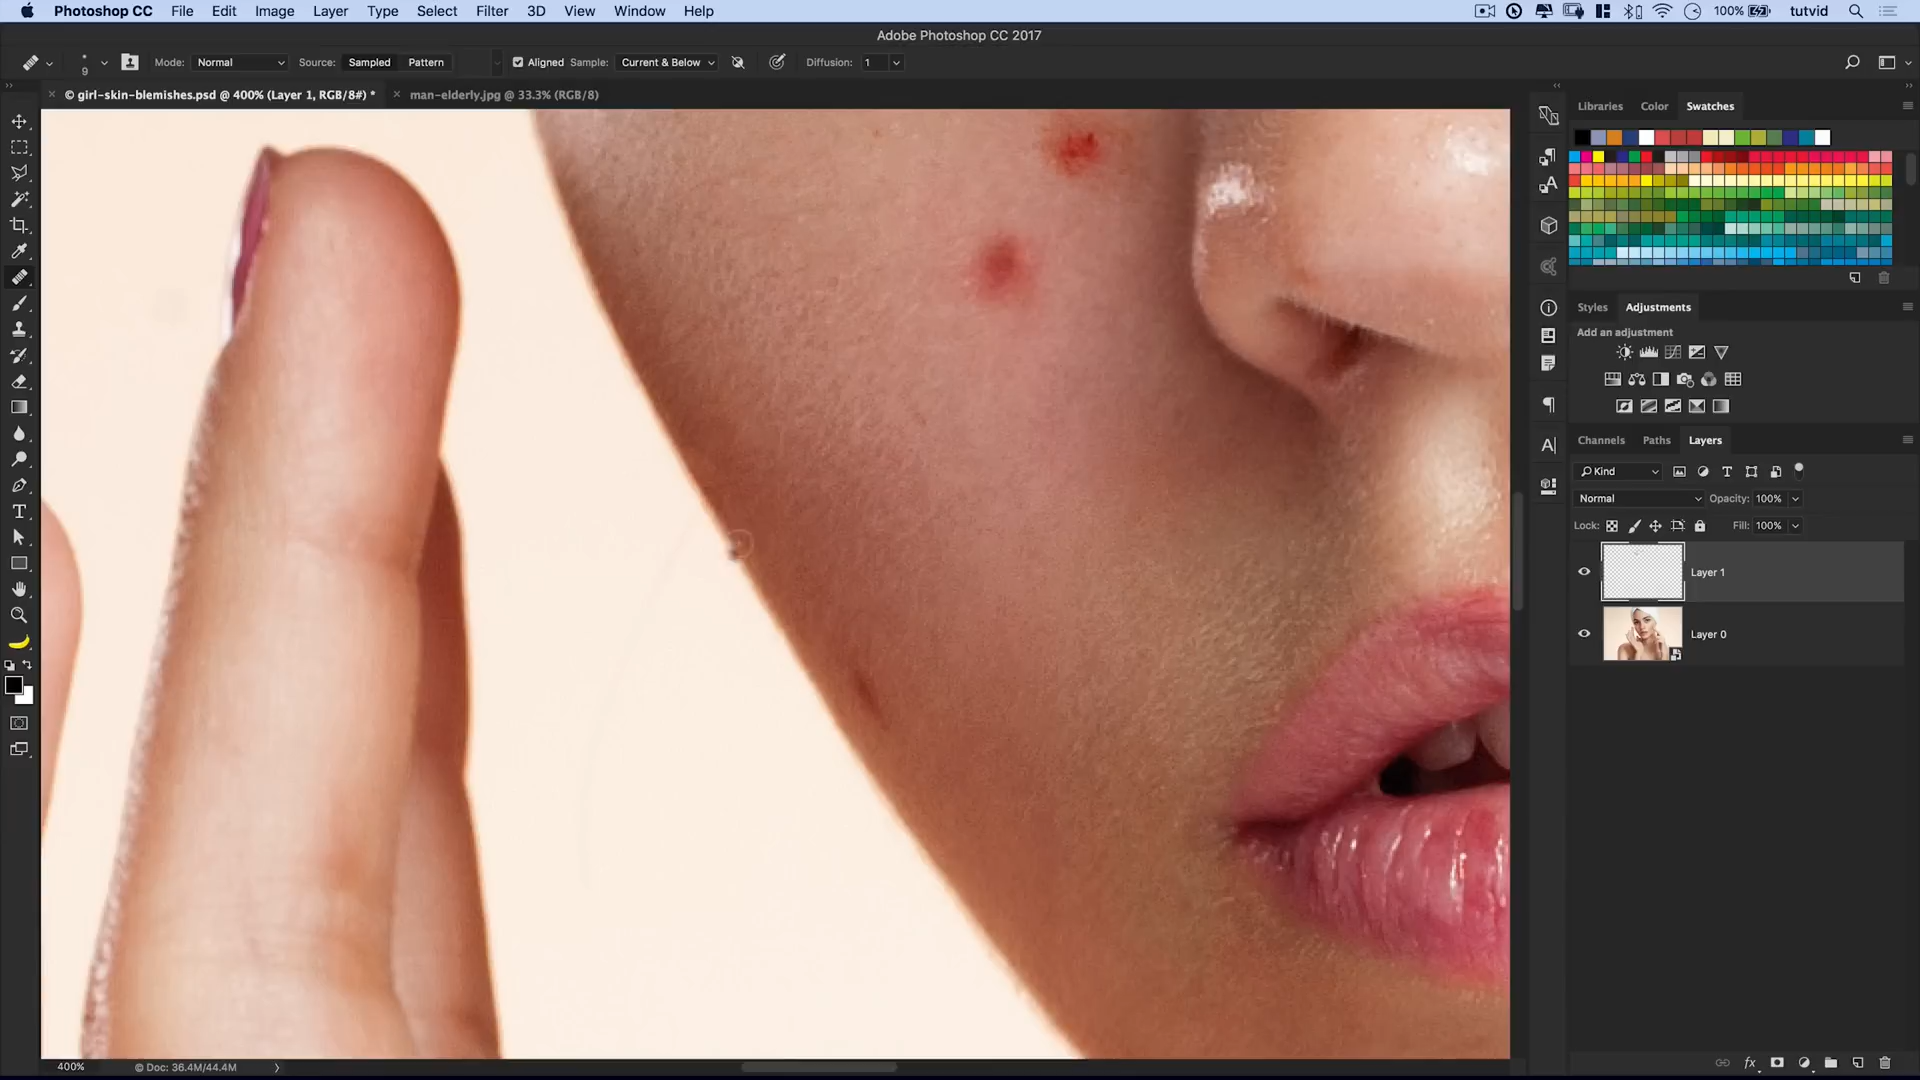 Photoshop CC File Edit Image Layer Type Select Filter 3D View Window Help 100% tutvid
Adobe Photoshop CC 2017
9 Mode: Normal Source: Sampled Pattern Aligned Sample: Current & Below Diffusion: 1
© girl-skin-blemishes.psd @ 400% (Layer 1, RGB/8#) * man-elderly.jpg @ 33.3% (RGB/8)
Libraries Color Swatches
Styles Adjustments
Add an adjustment
Channels Paths Layers
Kind
Normal Opacity: 100%
Lock: Fill: 100%
Layer 1
Layer 0
400% Doc: 36.4M/44.4M